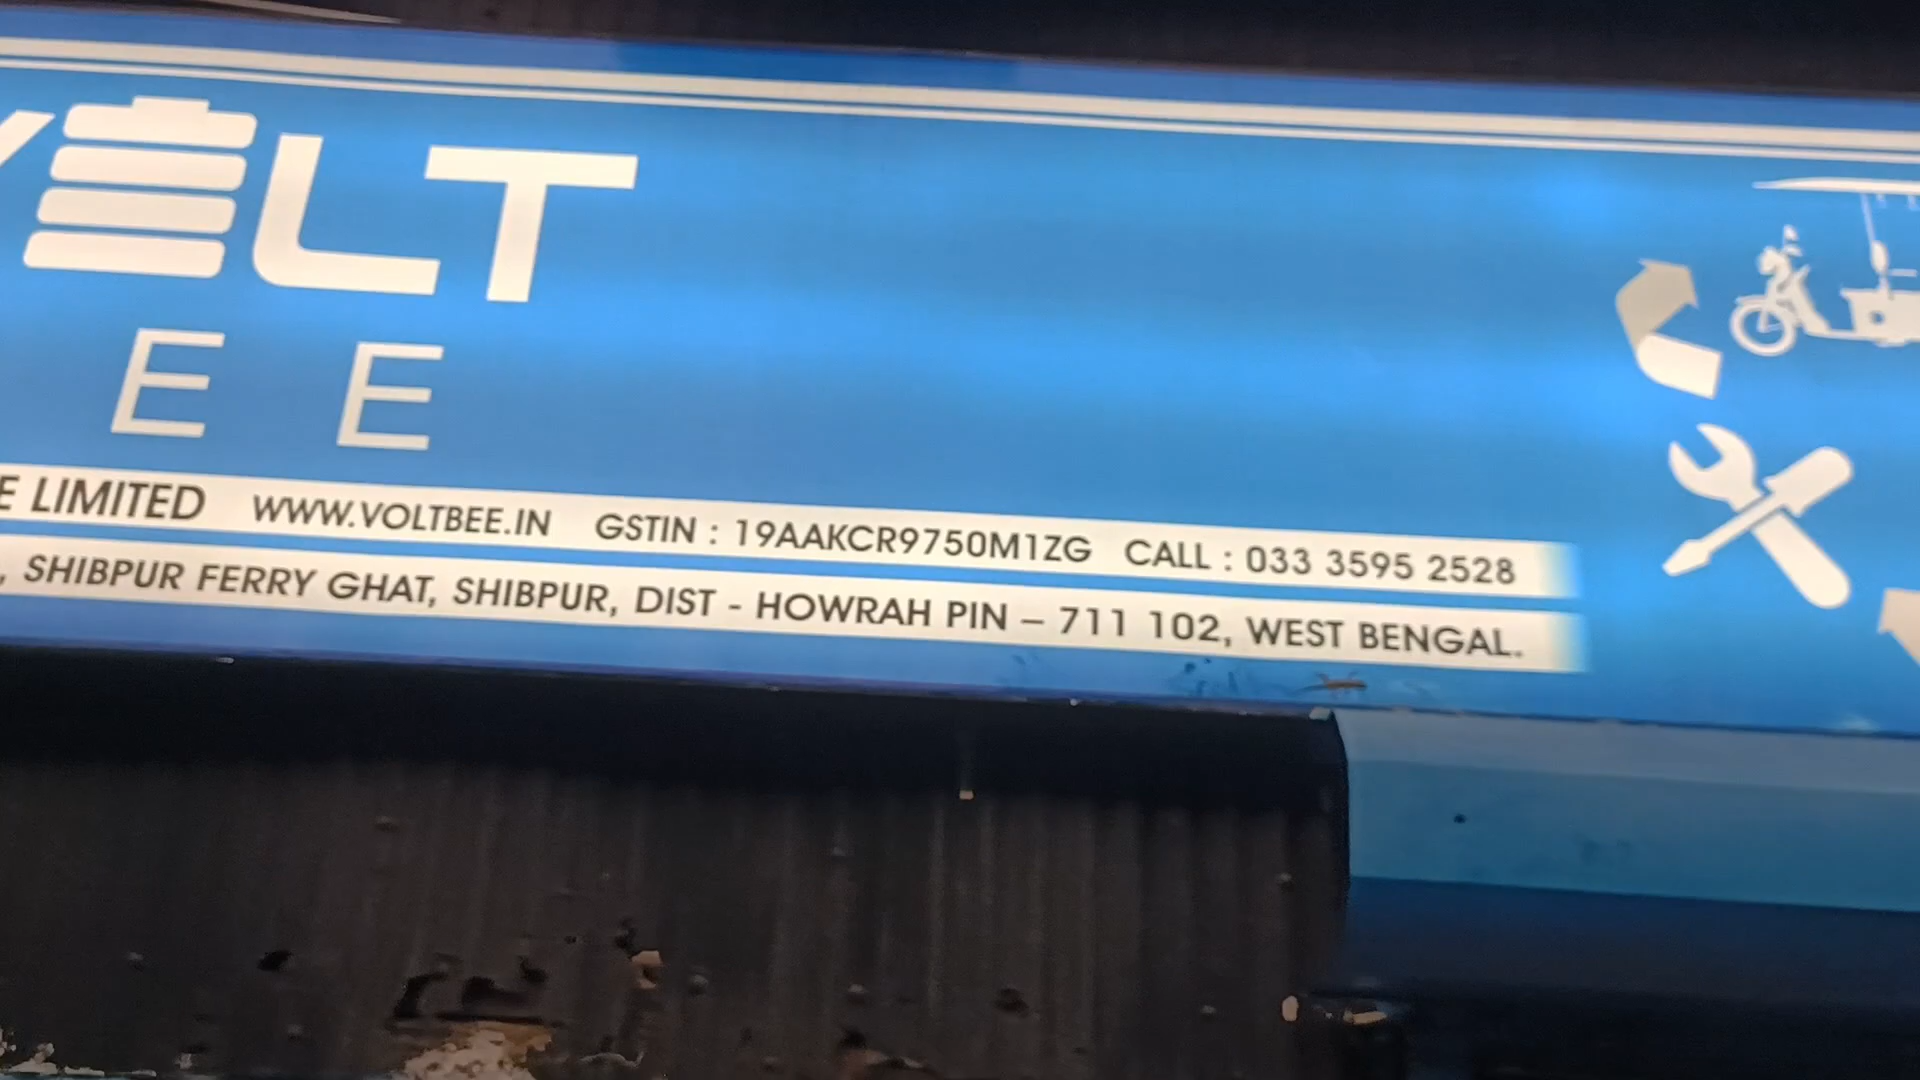 VOLT
E E
E LIMITED WWW.VOLTBEE.IN GSTIN : 19AAKCR9750M1ZG CALL : 033 3595 2528
, SHIBPUR FERRY GHAT, SHIBPUR, DIST - HOWRAH PIN – 711 102, WEST BENGAL.